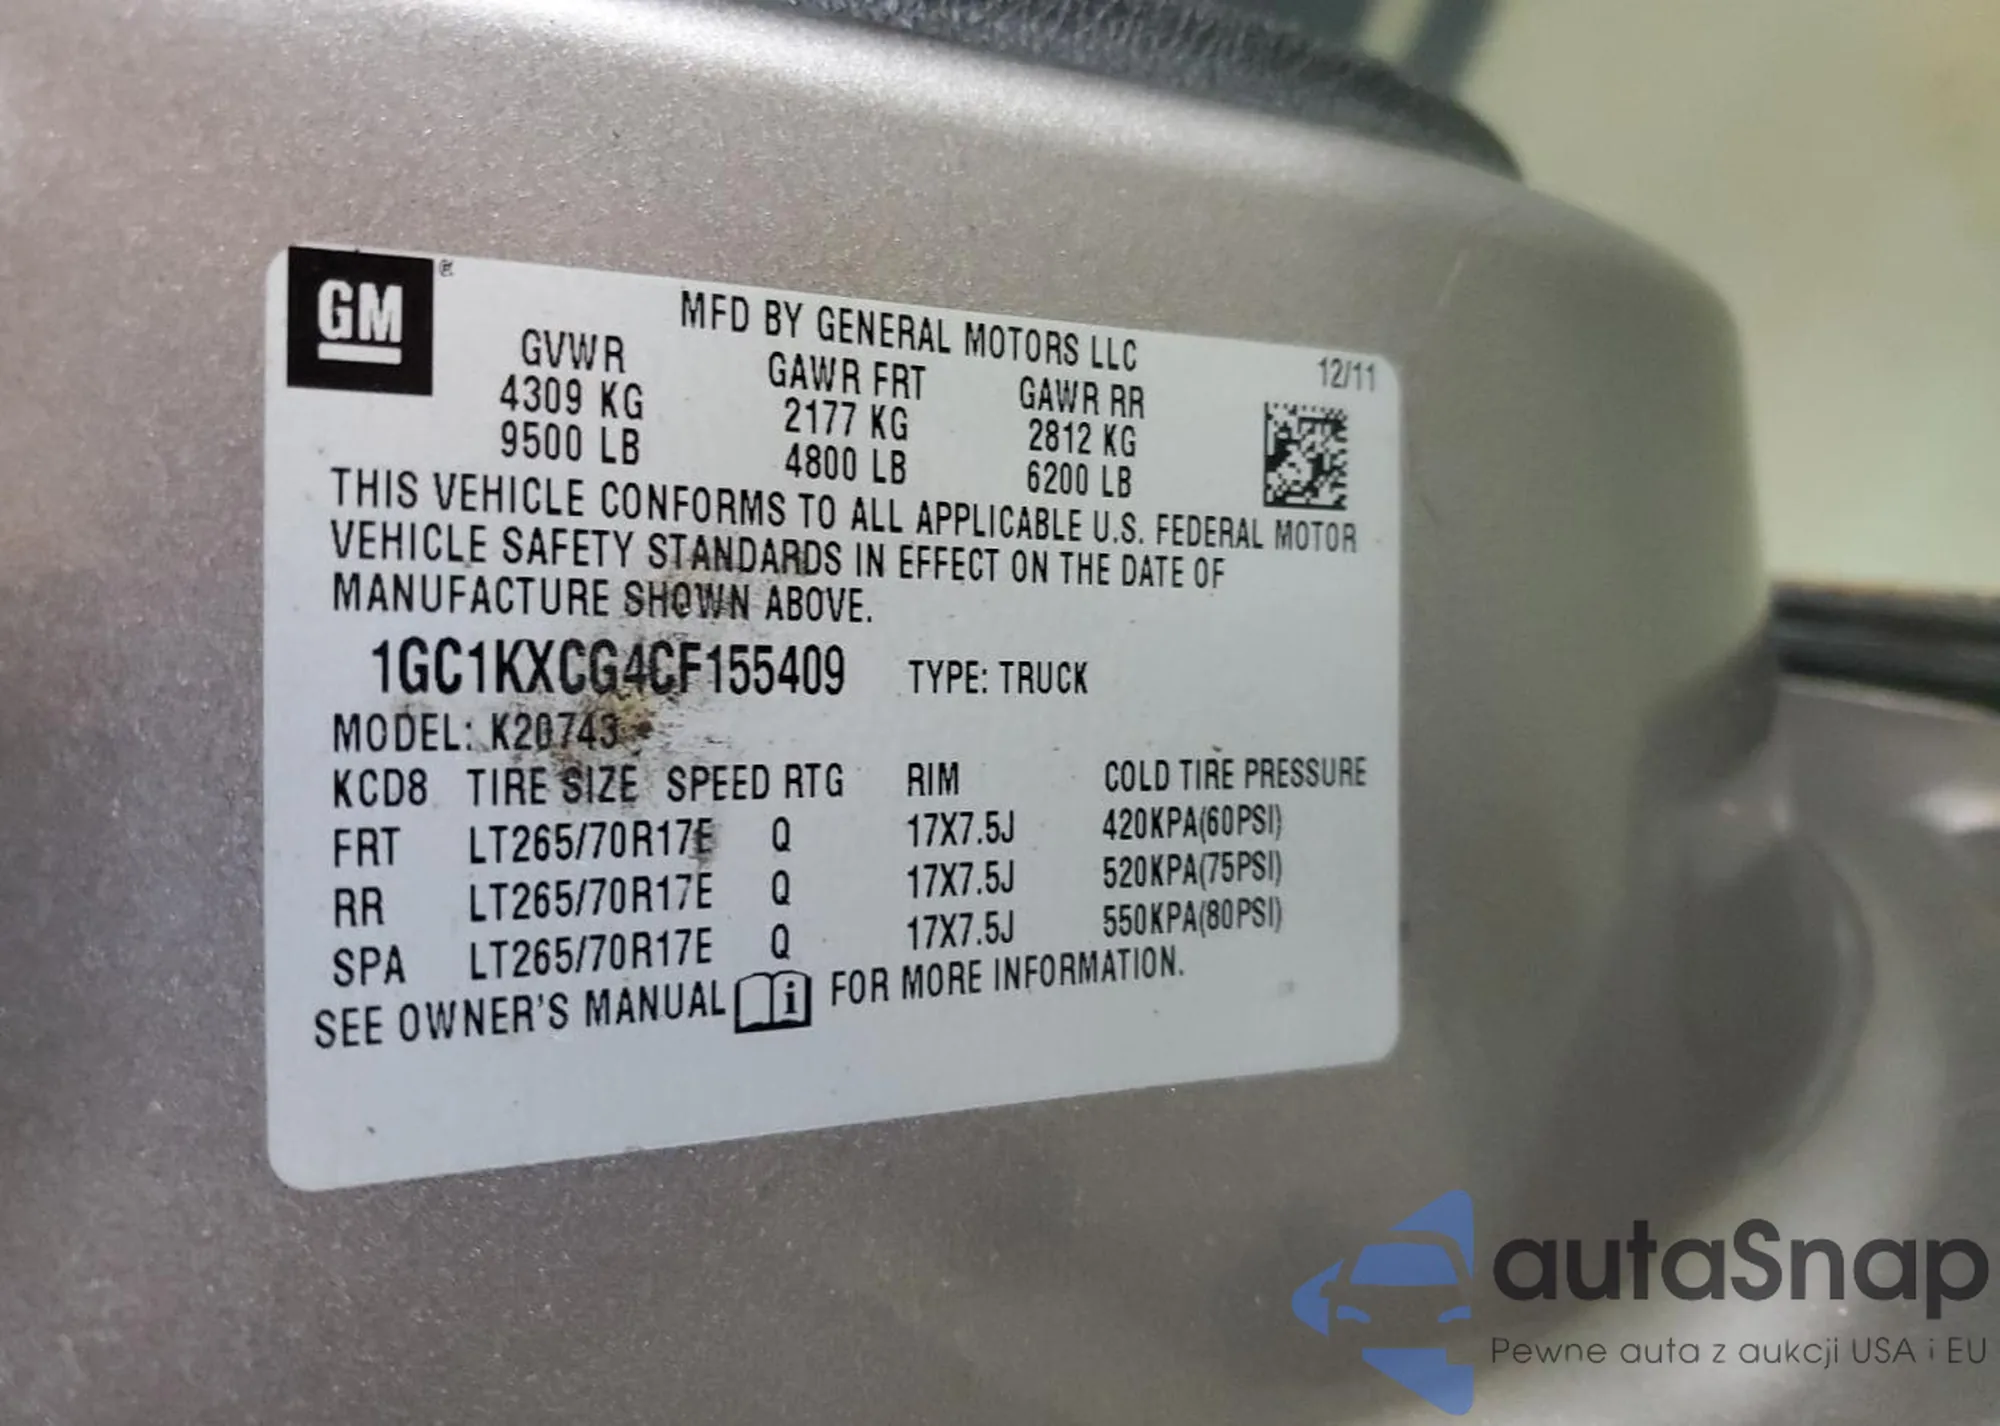 GM
MFD BY GENERAL MOTORS LLC
12/11
GVWR GAWR FRT GAWR RR
4309 KG 2177 KG 2812 KG
9500 LB 4800 LB 6200 LB
THIS VEHICLE CONFORMS TO ALL APPLICABLE U.S. FEDERAL MOTOR
VEHICLE SAFETY STANDARDS IN EFFECT ON THE DATE OF
MANUFACTURE SHOWN ABOVE.
1GC1KXCG4CF155409 TYPE: TRUCK
MODEL: K20743
KCD8 TIRE SIZE SPEED RTG RIM COLD TIRE PRESSURE
FRT LT265/70R17E Q 17X7.5J 420KPA(60PSI)
RR LT265/70R17E Q 17X7.5J 520KPA(75PSI)
SPA LT265/70R17E Q 17X7.5J 550KPA(80PSI)
SEE OWNER'S MANUAL FOR MORE INFORMATION.
autaSnap
Pewne auta z aukcji USA i EU